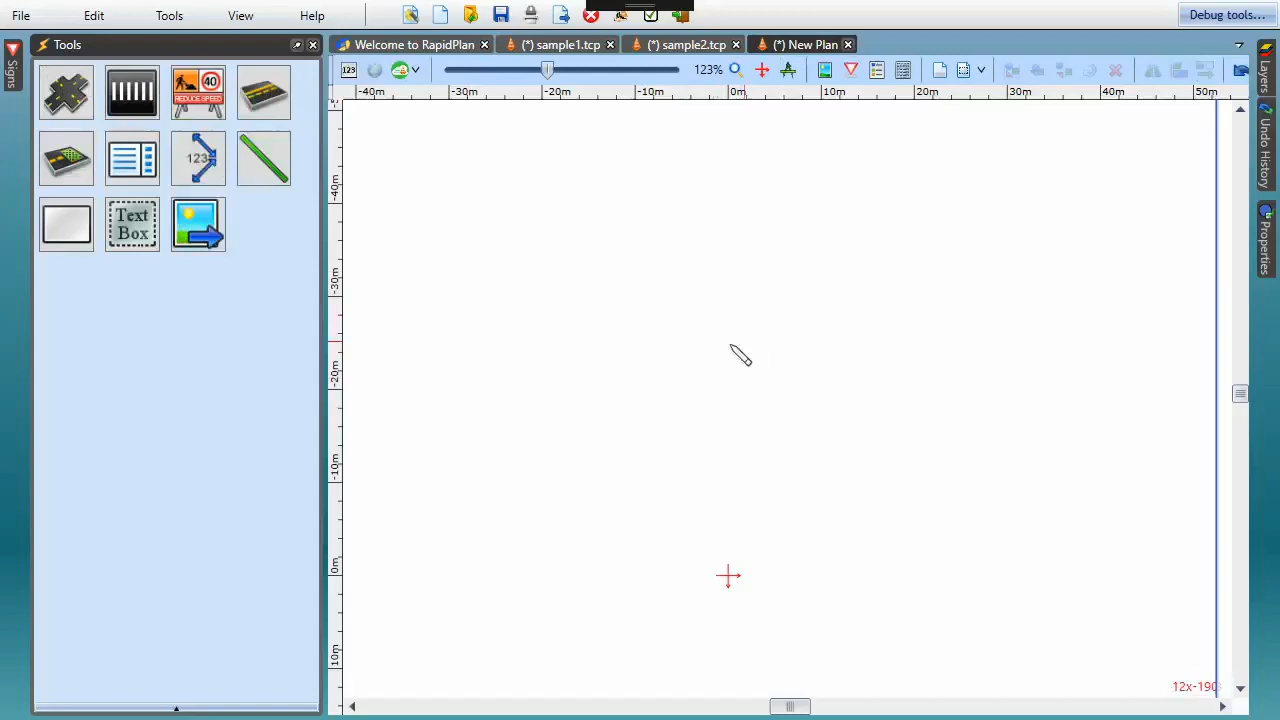 File Edit Tools View Help
Debug tools...
Signs
Tools
Welcome to RapidPlan
(*) sample1.tcp
(*) sample2.tcp
(*) New Plan
Layers
Undo History
Properties
123
123%
-40m -30m -20m -10m 0m 10m 20m 30m 40m 50m
-40m
-30m
-20m
-10m
0m
10m
40
REDUCE SPEED
123
Text
Box